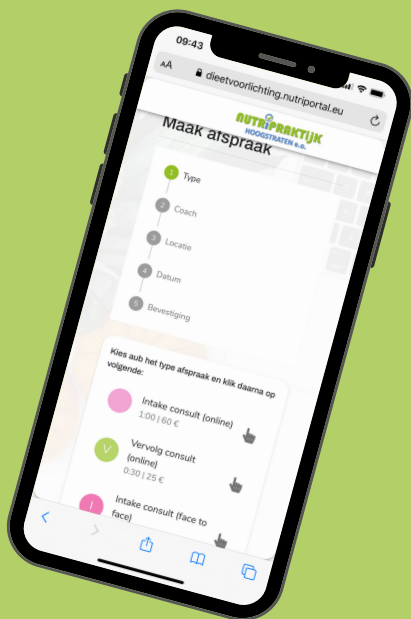 09:43
AA dieetvoorlichting.nutriportal.eu
NUTRIPRAKTIJK
HOOGSTRATEN e.o.
Maak afspraak
1 Type
2 Coach
3 Locatie
4 Datum
5 Bevestiging
Kies aub het type afspraak en klik daarna op
volgende:
Intake consult (online)
1:00 | 60 €
V Vervolg consult
(online)
0:30 | 25 €
I Intake consult (face to
face)